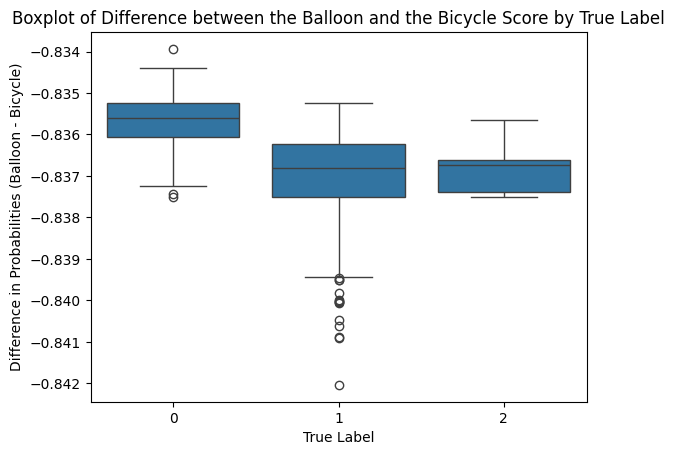 Boxplot of Difference between the Balloon and the Bicycle Score by True Label
Difference in Probabilities (Balloon - Bicycle)
−0.834
−0.835
−0.836
−0.837
−0.838
−0.839
−0.840
−0.841
−0.842
0 1 2
True Label